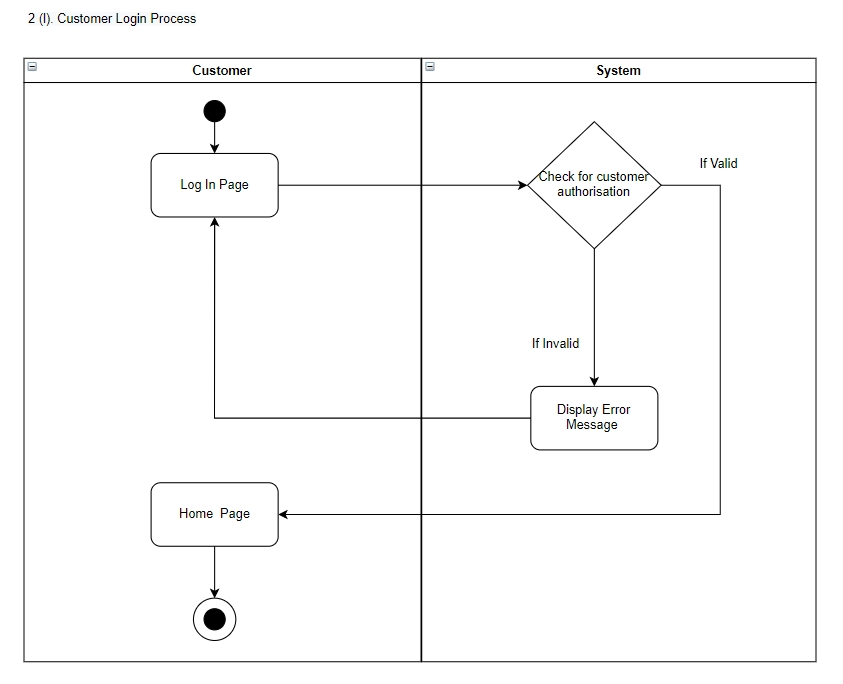 2 (I). Customer Login Process
Customer
System
Log In Page
Check for customer
authorisation
If Valid
If Invalid
Display Error
Message
Home Page